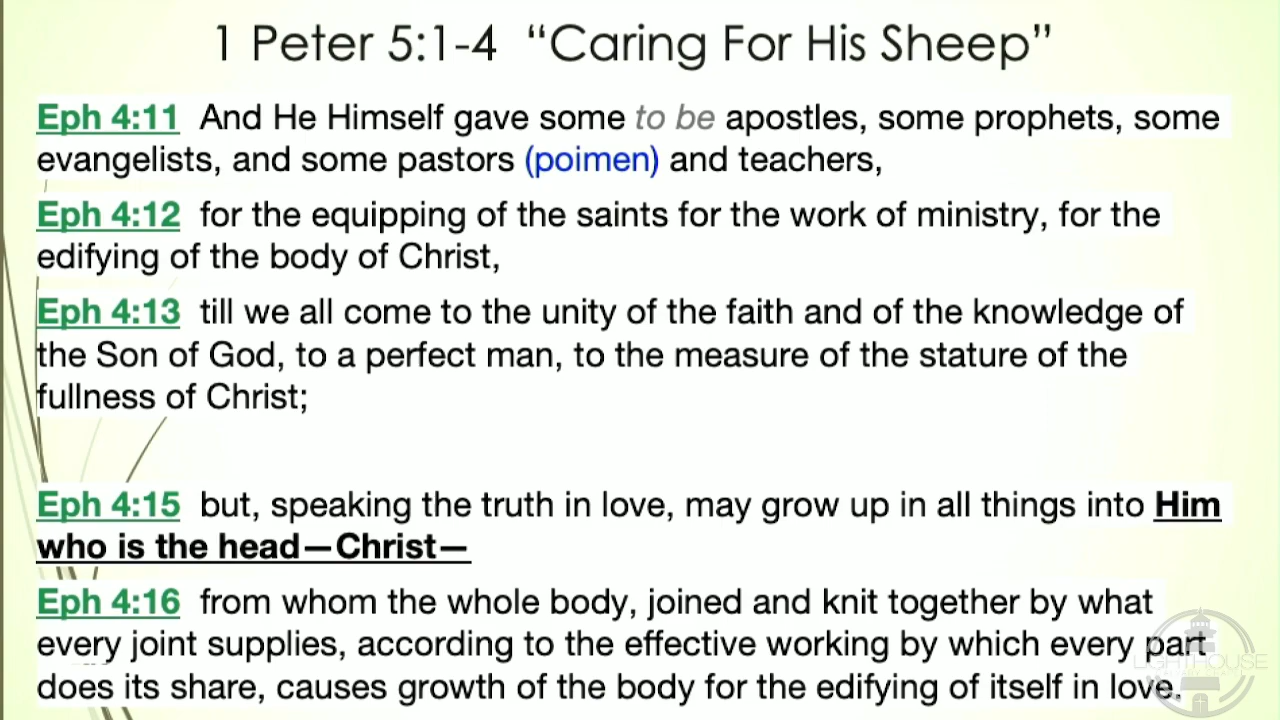 1 Peter 5:1-4 “Caring For His Sheep”
Eph 4:11 And He Himself gave some to be apostles, some prophets, some
evangelists, and some pastors (poimen) and teachers,
Eph 4:12 for the equipping of the saints for the work of ministry, for the
edifying of the body of Christ,
Eph 4:13 till we all come to the unity of the faith and of the knowledge of
the Son of God, to a perfect man, to the measure of the stature of the
fullness of Christ;
Eph 4:15 but, speaking the truth in love, may grow up in all things into Him
who is the head—Christ—
Eph 4:16 from whom the whole body, joined and knit together by what
every joint supplies, according to the effective working by which every part
does its share, causes growth of the body for the edifying of itself in love.
LIGHTHOUSE